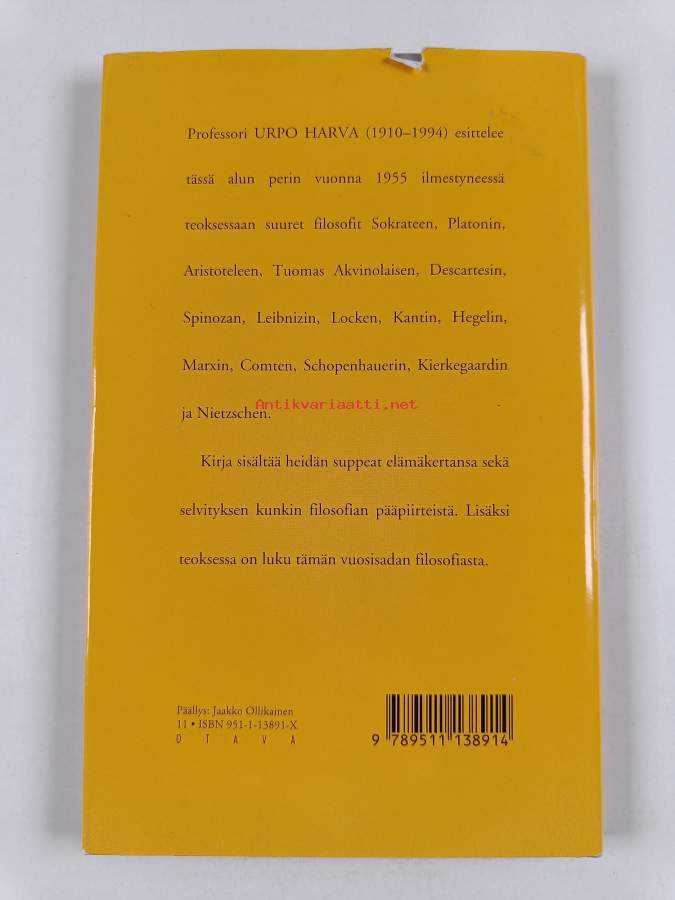 Professori URPO HARVA (1910–1994) esittelee
tässä alun perin vuonna 1955 ilmestyneessä
teoksessaan suuret filosofit Sokrateen, Platonin,
Aristoteleen, Tuomas Akvinolaisen, Descartesin,
Spinozan, Leibnizin, Locken, Kantin, Hegelin,
Marxin, Comten, Schopenhauerin, Kierkegaardin
Antikvariaatti.net
ja Nietzschen.
Kirja sisältää heidän suppeat elämäkertansa sekä
selvityksen kunkin filosofian pääpiirteistä. Lisäksi
teoksessa on luku tämän vuosisadan filosofiasta.
Päällys: Jaakko Ollikainen
11 • ISBN 951-1-13891-X
OTAVA
9 789511 138914